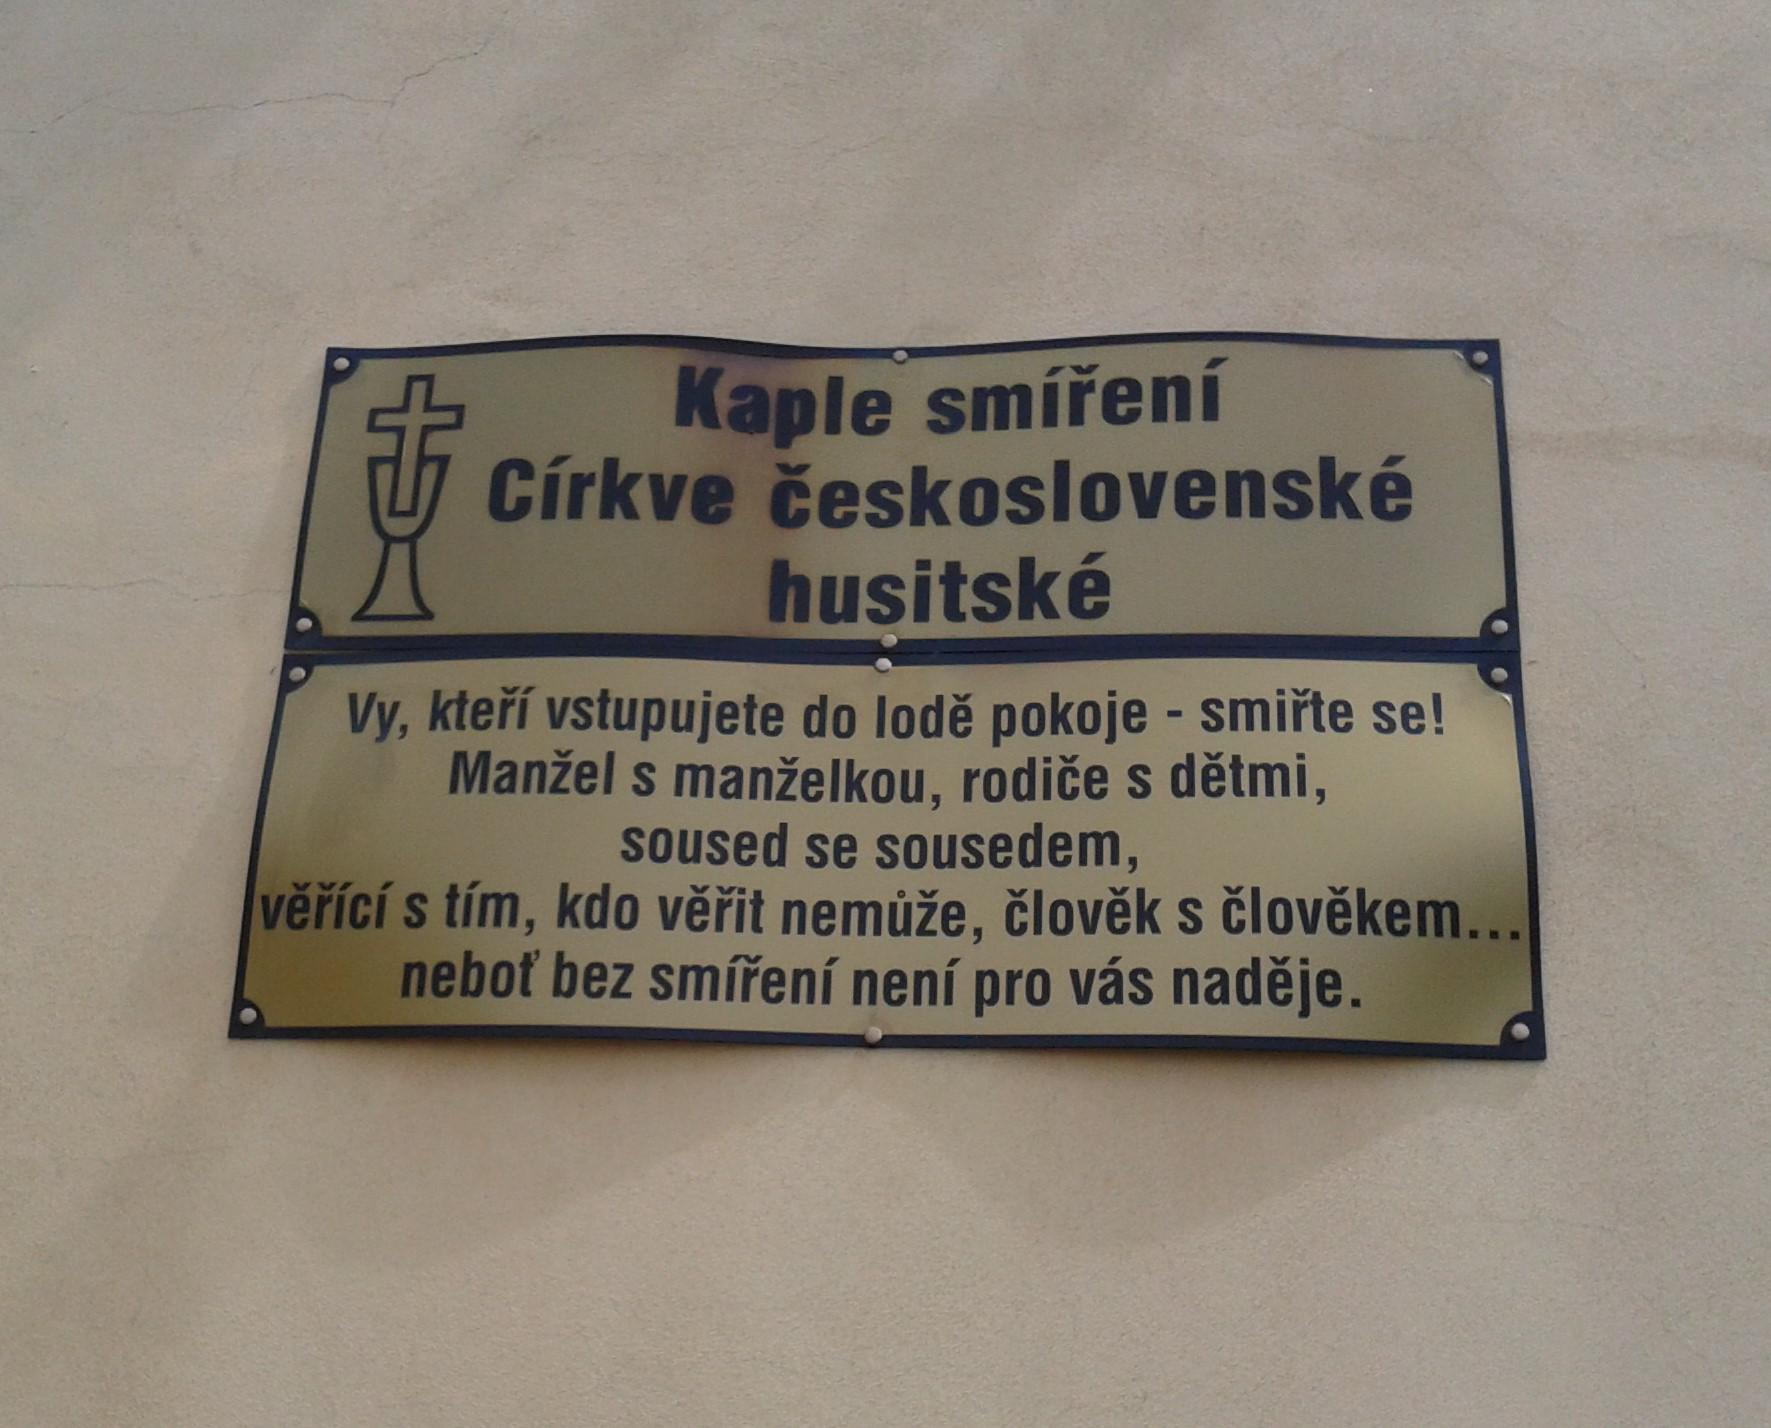 Kaple smíření
Církve československé
husitské
Vy, kteří vstupujete do lodě pokoje - smiřte se!
Manžel s manželkou, rodiče s dětmi,
soused se sousedem,
věřící s tím, kdo věřit nemůže, člověk s člověkem...
neboť bez smíření není pro vás naděje.